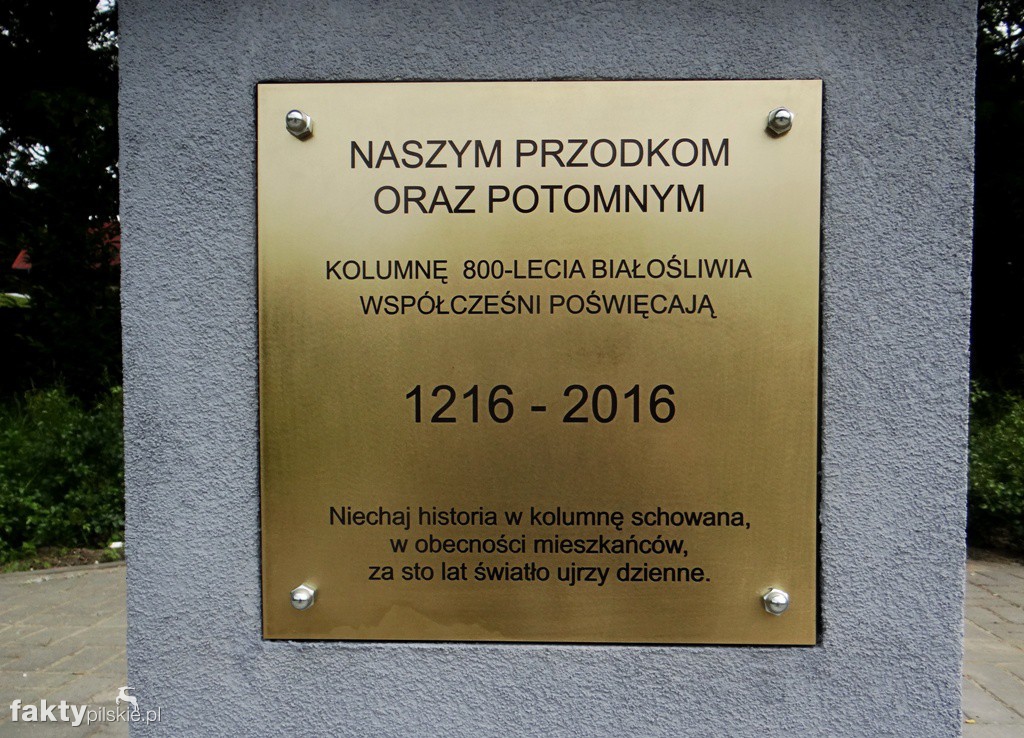 NASZYM PRZODKOM
ORAZ POTOMNYM
KOLUMNĘ 800-LECIA BIAŁOŚLIWIA
WSPÓŁCZEŚNI POŚWIĘCAJĄ
1216 - 2016
Niechaj historia w kolumnę schowana,
w obecności mieszkańców,
za sto lat światło ujrzy dzienne.
faktypilskie.pl